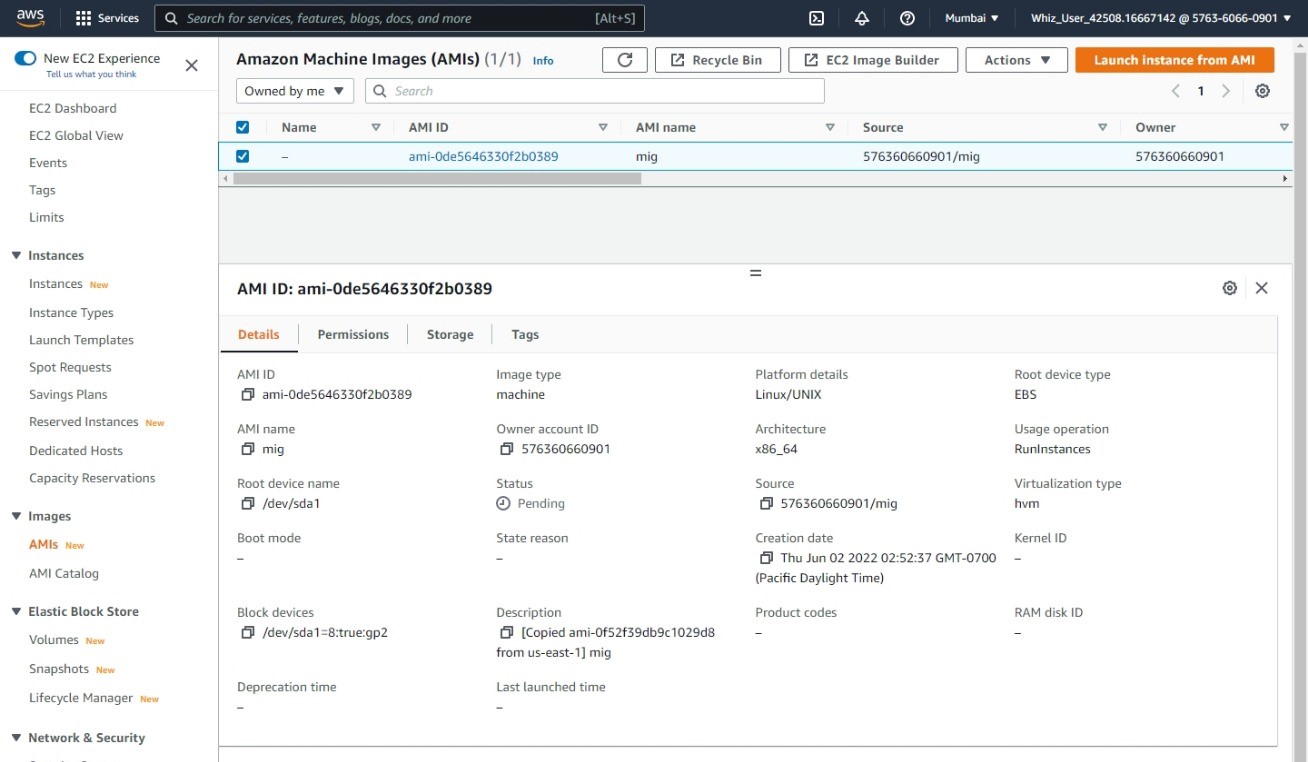 aws Services Search for services, features, blogs, docs, and more [Alt+S] Mumbai ▼ Whiz_User_42508.16667142 @ 5763-6066-0901 ▼
New EC2 Experience
Tell us what you think
EC2 Dashboard
EC2 Global View
Events
Tags
Limits
Instances
Instances New
Instance Types
Launch Templates
Spot Requests
Savings Plans
Reserved Instances New
Dedicated Hosts
Capacity Reservations
Images
AMIs New
AMI Catalog
Elastic Block Store
Volumes New
Snapshots New
Lifecycle Manager New
Network & Security
Amazon Machine Images (AMIs) (1/1) Info Recycle Bin EC2 Image Builder Actions ▼ Launch instance from AMI
Owned by me ▼ Search 1
Name AMI ID AMI name Source Owner
– ami-0de5646330f2b0389 mig 576360660901/mig 576360660901
AMI ID: ami-0de5646330f2b0389
Details Permissions Storage Tags
AMI ID Image type Platform details Root device type
ami-0de5646330f2b0389 machine Linux/UNIX EBS
AMI name Owner account ID Architecture Usage operation
mig 576360660901 x86_64 RunInstances
Root device name Status Source Virtualization type
/dev/sda1 Pending 576360660901/mig hvm
Boot mode State reason Creation date Kernel ID
– – Thu Jun 02 2022 02:52:37 GMT-0700 –
(Pacific Daylight Time)
Block devices Description Product codes RAM disk ID
/dev/sda1=8:true:gp2 [Copied ami-0f52f39db9c1029d8 – –
from us-east-1] mig
Deprecation time Last launched time
– –